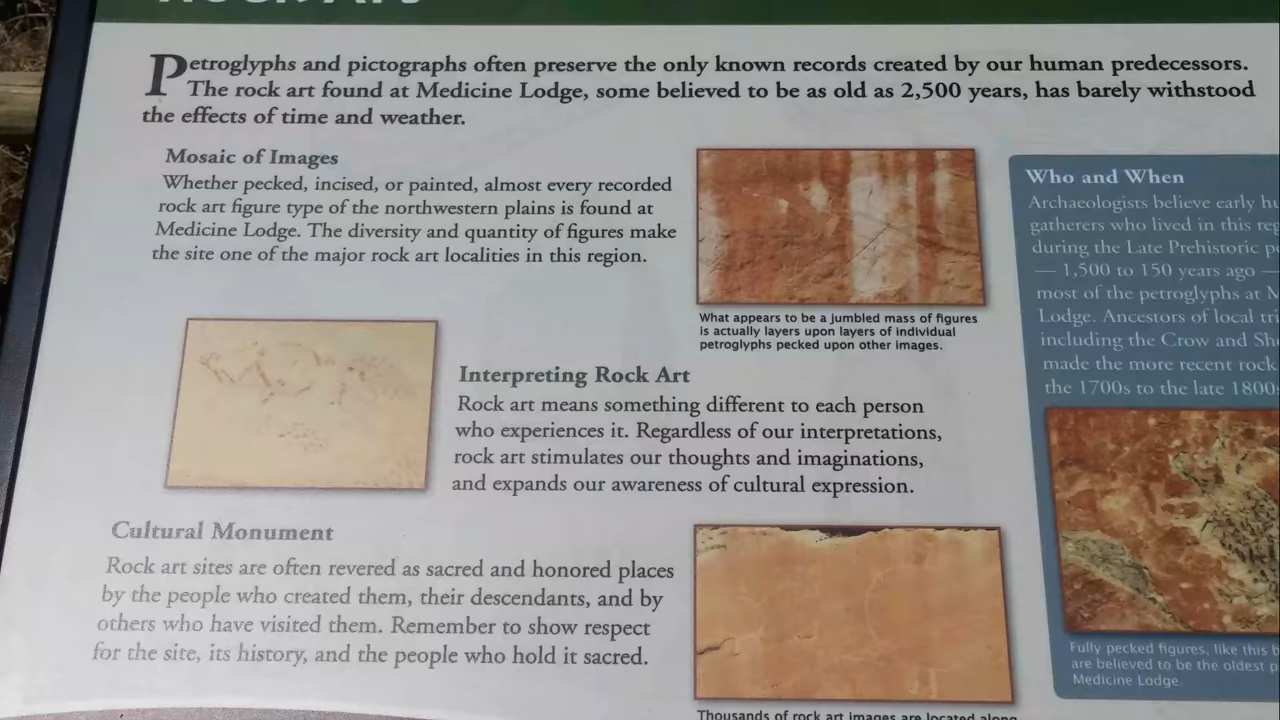 ROCK ART
Petroglyphs and pictographs often preserve the only known records created by our human predecessors.
The rock art found at Medicine Lodge, some believed to be as old as 2,500 years, has barely withstood
the effects of time and weather.
Mosaic of Images
Whether pecked, incised, or painted, almost every recorded
rock art figure type of the northwestern plains is found at
Medicine Lodge. The diversity and quantity of figures make
the site one of the major rock art localities in this region.
What appears to be a jumbled mass of figures
is actually layers upon layers of individual
petroglyphs pecked upon other images.
Interpreting Rock Art
Rock art means something different to each person
who experiences it. Regardless of our interpretations,
rock art stimulates our thoughts and imaginations,
and expands our awareness of cultural expression.
Cultural Monument
Rock art sites are often revered as sacred and honored places
by the people who created them, their descendants, and by
others who have visited them. Remember to show respect
for the site, its history, and the people who hold it sacred.
Thousands of rock art images are located along
Who and When
Archaeologists believe early hu
gatherers who lived in this reg
during the Late Prehistoric p
— 1,500 to 150 years ago —
most of the petroglyphs at M
Lodge. Ancestors of local tri
including the Crow and Sh
made the more recent rock
the 1700s to the late 1800
Fully pecked figures, like this b
are believed to be the oldest p
Medicine Lodge.